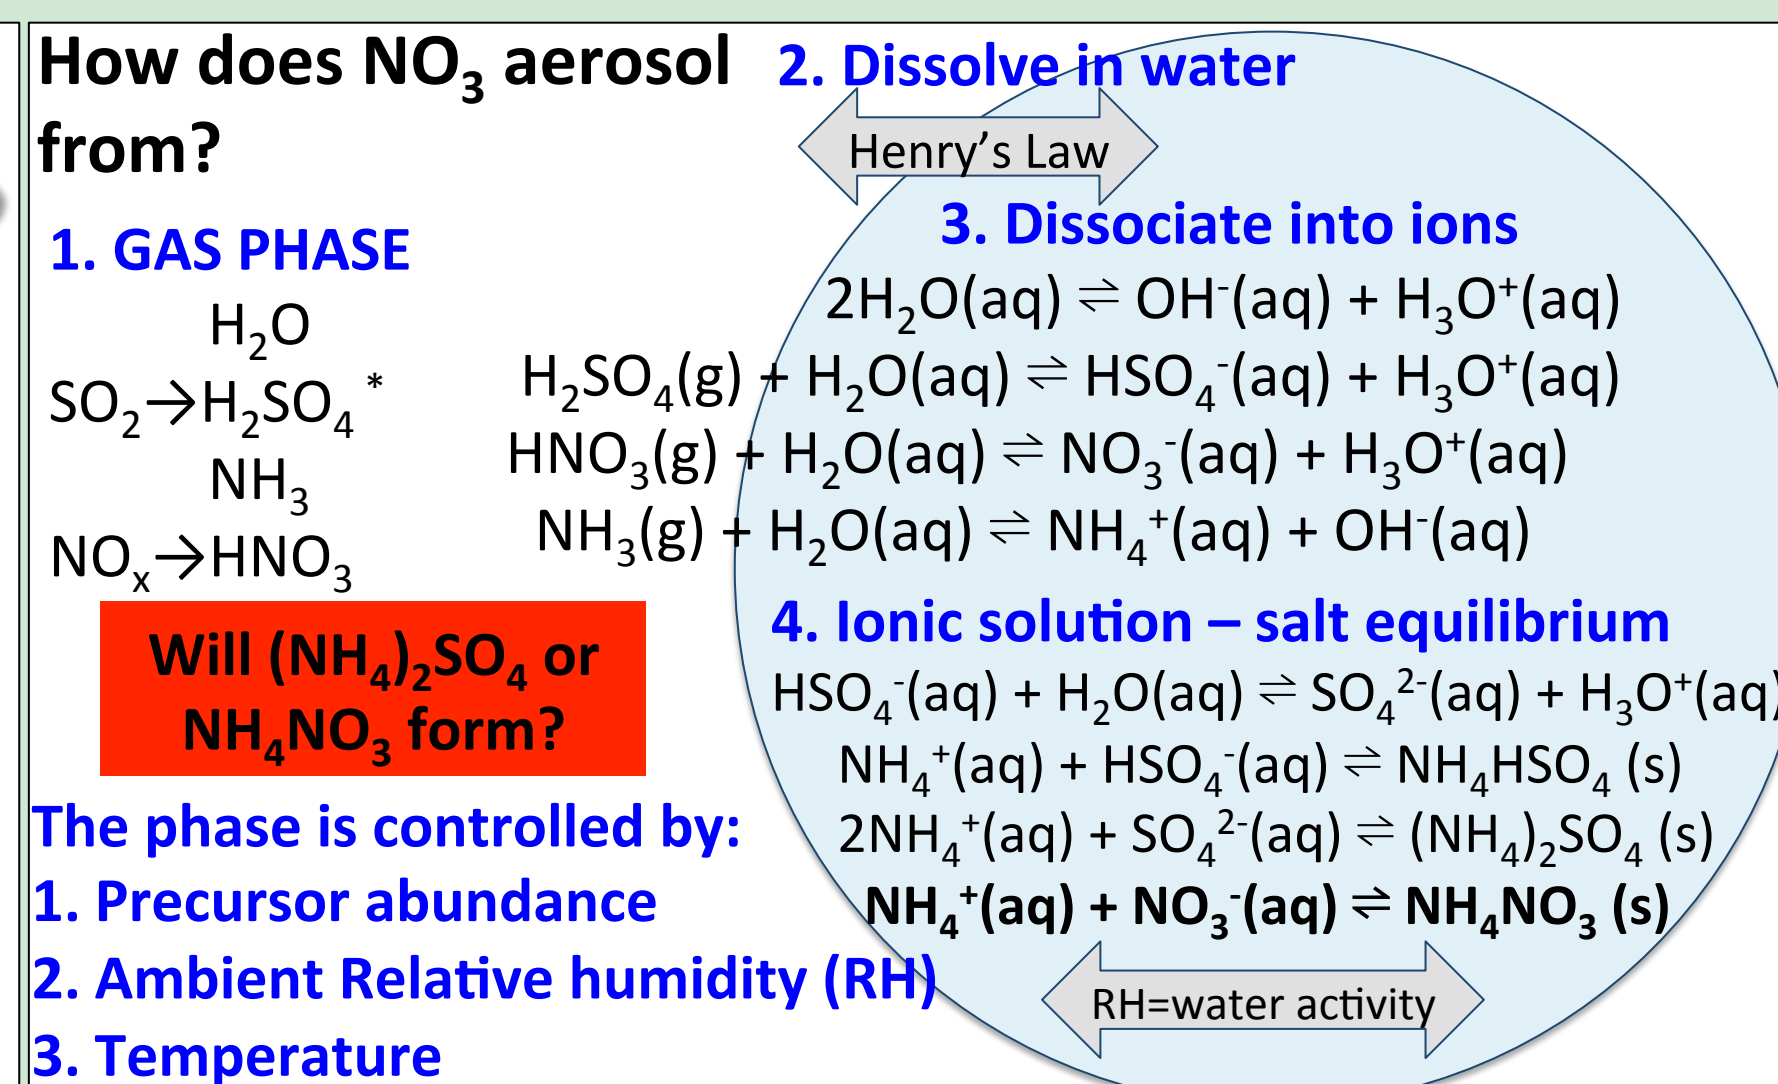 How does NO₃ aerosol
from?
1. GAS PHASE
H₂O
SO₂→H₂SO₄ *
NH₃
NOₓ→HNO₃
Will (NH₄)₂SO₄ or
NH₄NO₃ form?
The phase is controlled by:
1. Precursor abundance
2. Ambient Relative humidity (RH)
3. Temperature
2. Dissolve in water
Henry's Law
3. Dissociate into ions
2H₂O(aq) ⇌ OH⁻(aq) + H₃O⁺(aq)
H₂SO₄(g) + H₂O(aq) ⇌ HSO₄⁻(aq) + H₃O⁺(aq)
HNO₃(g) + H₂O(aq) ⇌ NO₃⁻(aq) + H₃O⁺(aq)
NH₃(g) + H₂O(aq) ⇌ NH₄⁺(aq) + OH⁻(aq)
4. Ionic solution – salt equilibrium
HSO₄⁻(aq) + H₂O(aq) ⇌ SO₄²⁻(aq) + H₃O⁺(aq)
NH₄⁺(aq) + HSO₄⁻(aq) ⇌ NH₄HSO₄ (s)
2NH₄⁺(aq) + SO₄²⁻(aq) ⇌ (NH₄)₂SO₄ (s)
NH₄⁺(aq) + NO₃⁻(aq) ⇌ NH₄NO₃ (s)
RH=water activity